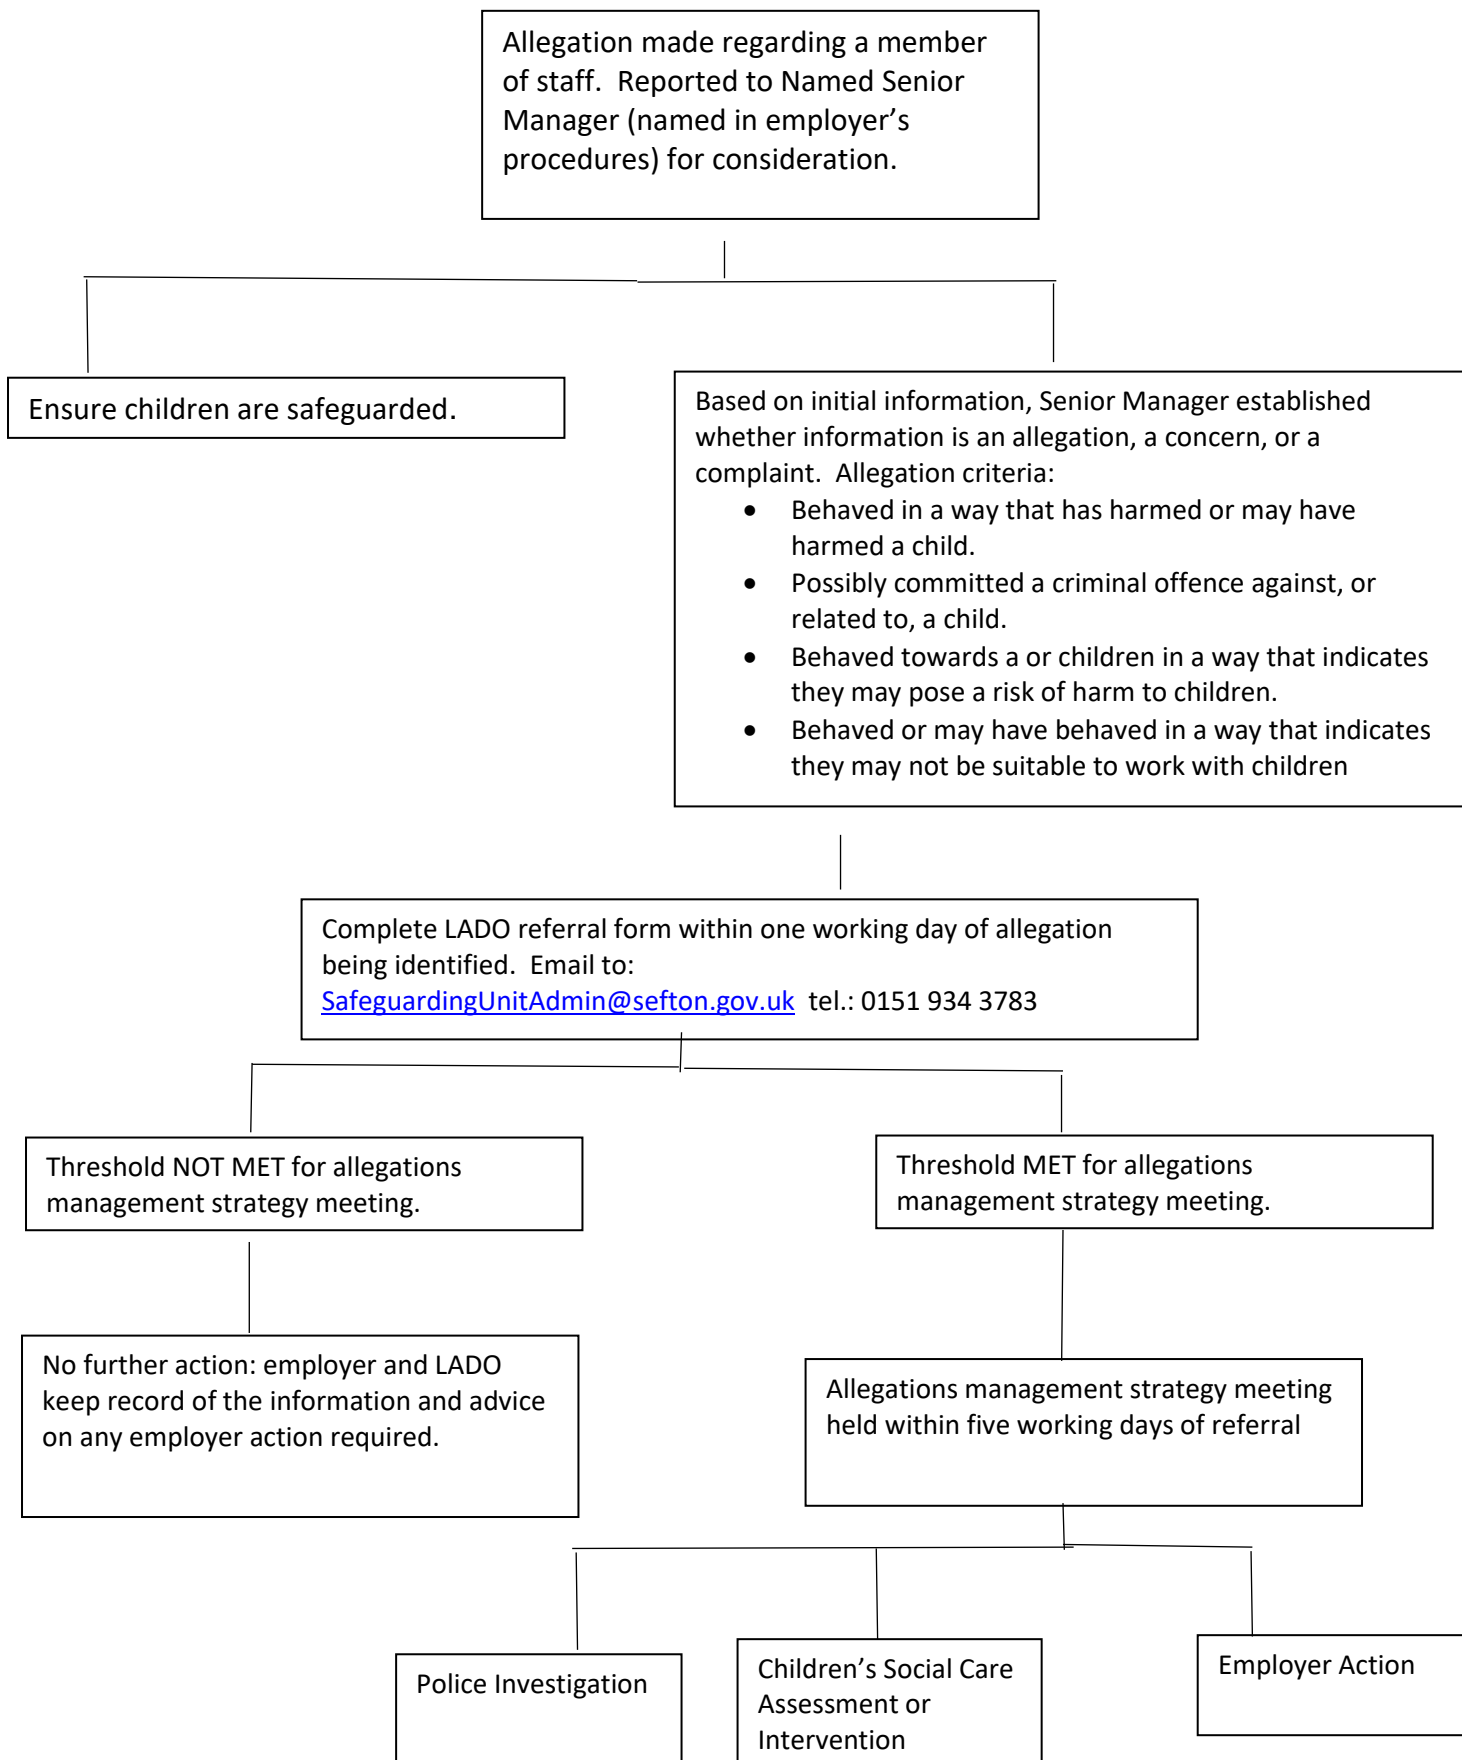 Allegation made regarding a member
of staff.  Reported to Named Senior
Manager (named in employer’s
procedures) for consideration.
Ensure children are safeguarded.
Based on initial information, Senior Manager established
whether information is an allegation, a concern, or a
complaint.  Allegation criteria:
• Behaved in a way that has harmed or may have
harmed a child.
• Possibly committed a criminal offence against, or
related to, a child.
• Behaved towards a or children in a way that indicates
they may pose a risk of harm to children.
• Behaved or may have behaved in a way that indicates
they may not be suitable to work with children
Complete LADO referral form within one working day of allegation
being identified.  Email to:
SafeguardingUnitAdmin@sefton.gov.uk  tel.: 0151 934 3783
Threshold NOT MET for allegations
management strategy meeting.
Threshold MET for allegations
management strategy meeting.
No further action: employer and LADO
keep record of the information and advice
on any employer action required.
Allegations management strategy meeting
held within five working days of referral
Police Investigation
Children’s Social Care
Assessment or
Intervention
Employer Action